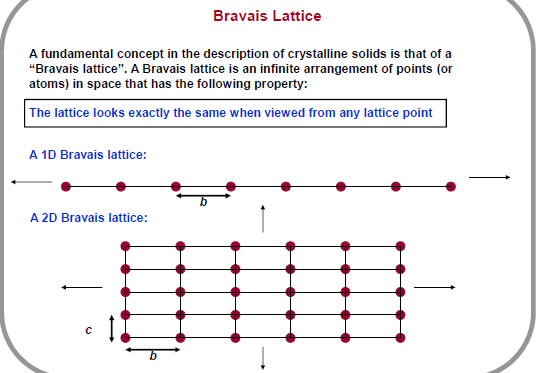 Bravais Lattice
A fundamental concept in the description of crystalline solids is that of a
“Bravais lattice”. A Bravais lattice is an infinite arrangement of points (or
atoms) in space that has the following property:
The lattice looks exactly the same when viewed from any lattice point
A 1D Bravais lattice:
b
A 2D Bravais lattice:
c
b